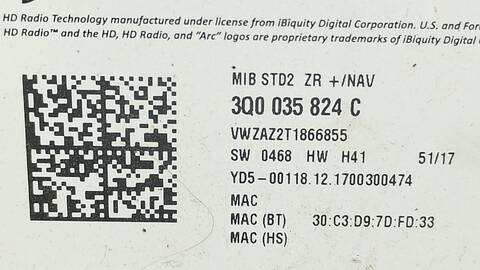 HD Radio Technology manufactured under license from iBiquity Digital Corporation. U.S. and
HD Radio™ and the HD, HD Radio, and "Arc" logos are proprietary trademarks of iBiquity Digital
MIB STD2 ZR +/NAV
3Q0 035 824 C
VWZAZ2T1866855
SW 0468 HW H41 51/17
YD5-00118.12.1700300474
MAC
MAC (BT) 30:C3:D9:7D:FD:33
MAC (HS)